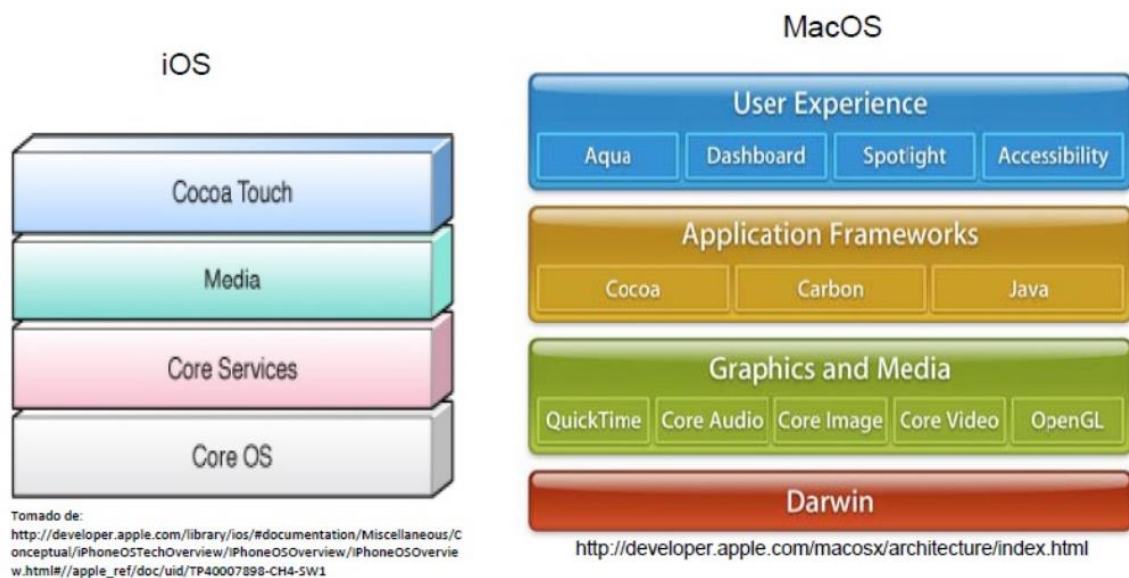 iOS
Cocoa Touch
Media
Core Services
Core OS
Tomado de:
http://developer.apple.com/library/ios/#documentation/Miscellaneous/C
onceptual/iPhoneOSTechOverview/IPhoneOSOverview/IPhoneOSOvervie
w.html#//apple_ref/doc/uid/TP40007898-CH4-SW1
MacOS
User Experience
Aqua Dashboard Spotlight Accessibility
Application Frameworks
Cocoa Carbon Java
Graphics and Media
QuickTime Core Audio Core Image Core Video OpenGL
Darwin
http://developer.apple.com/macosx/architecture/index.html